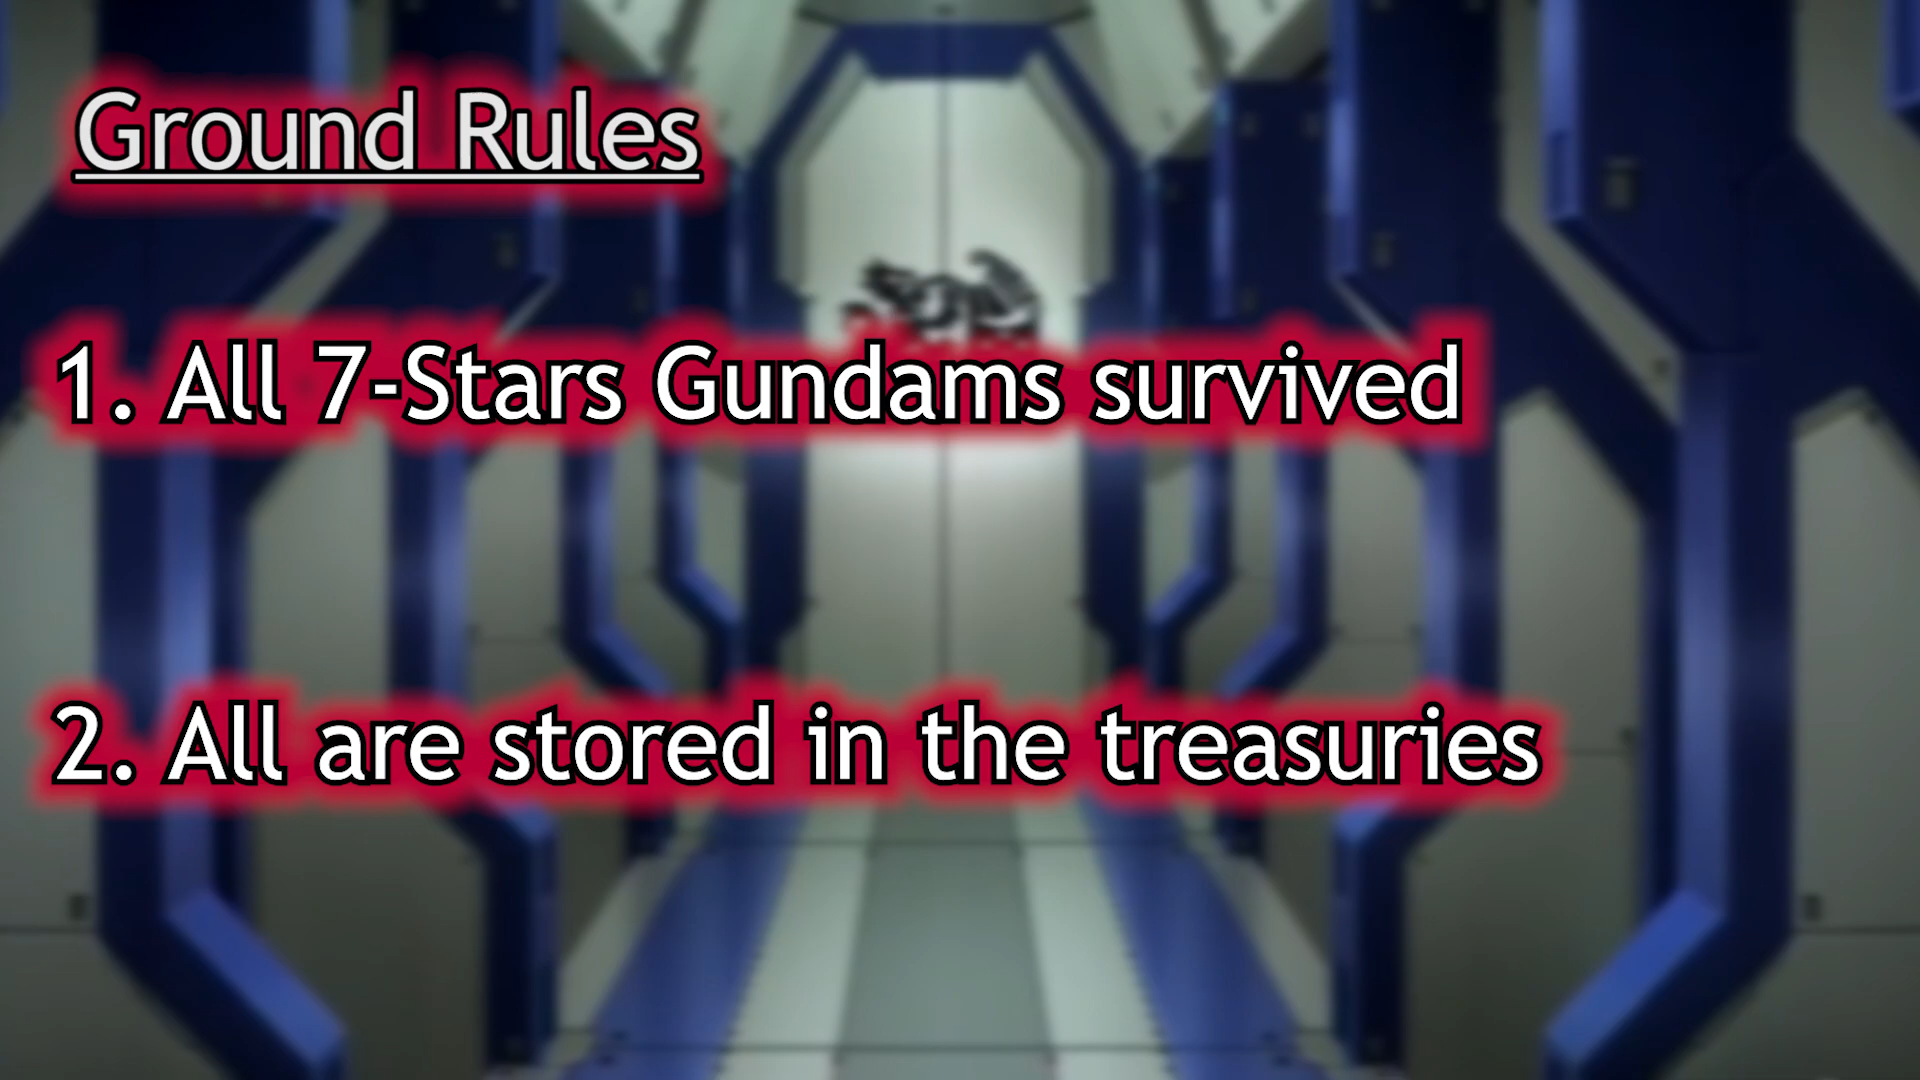 Ground Rules
1. All 7-Stars Gundams survived
2. All are stored in the treasuries